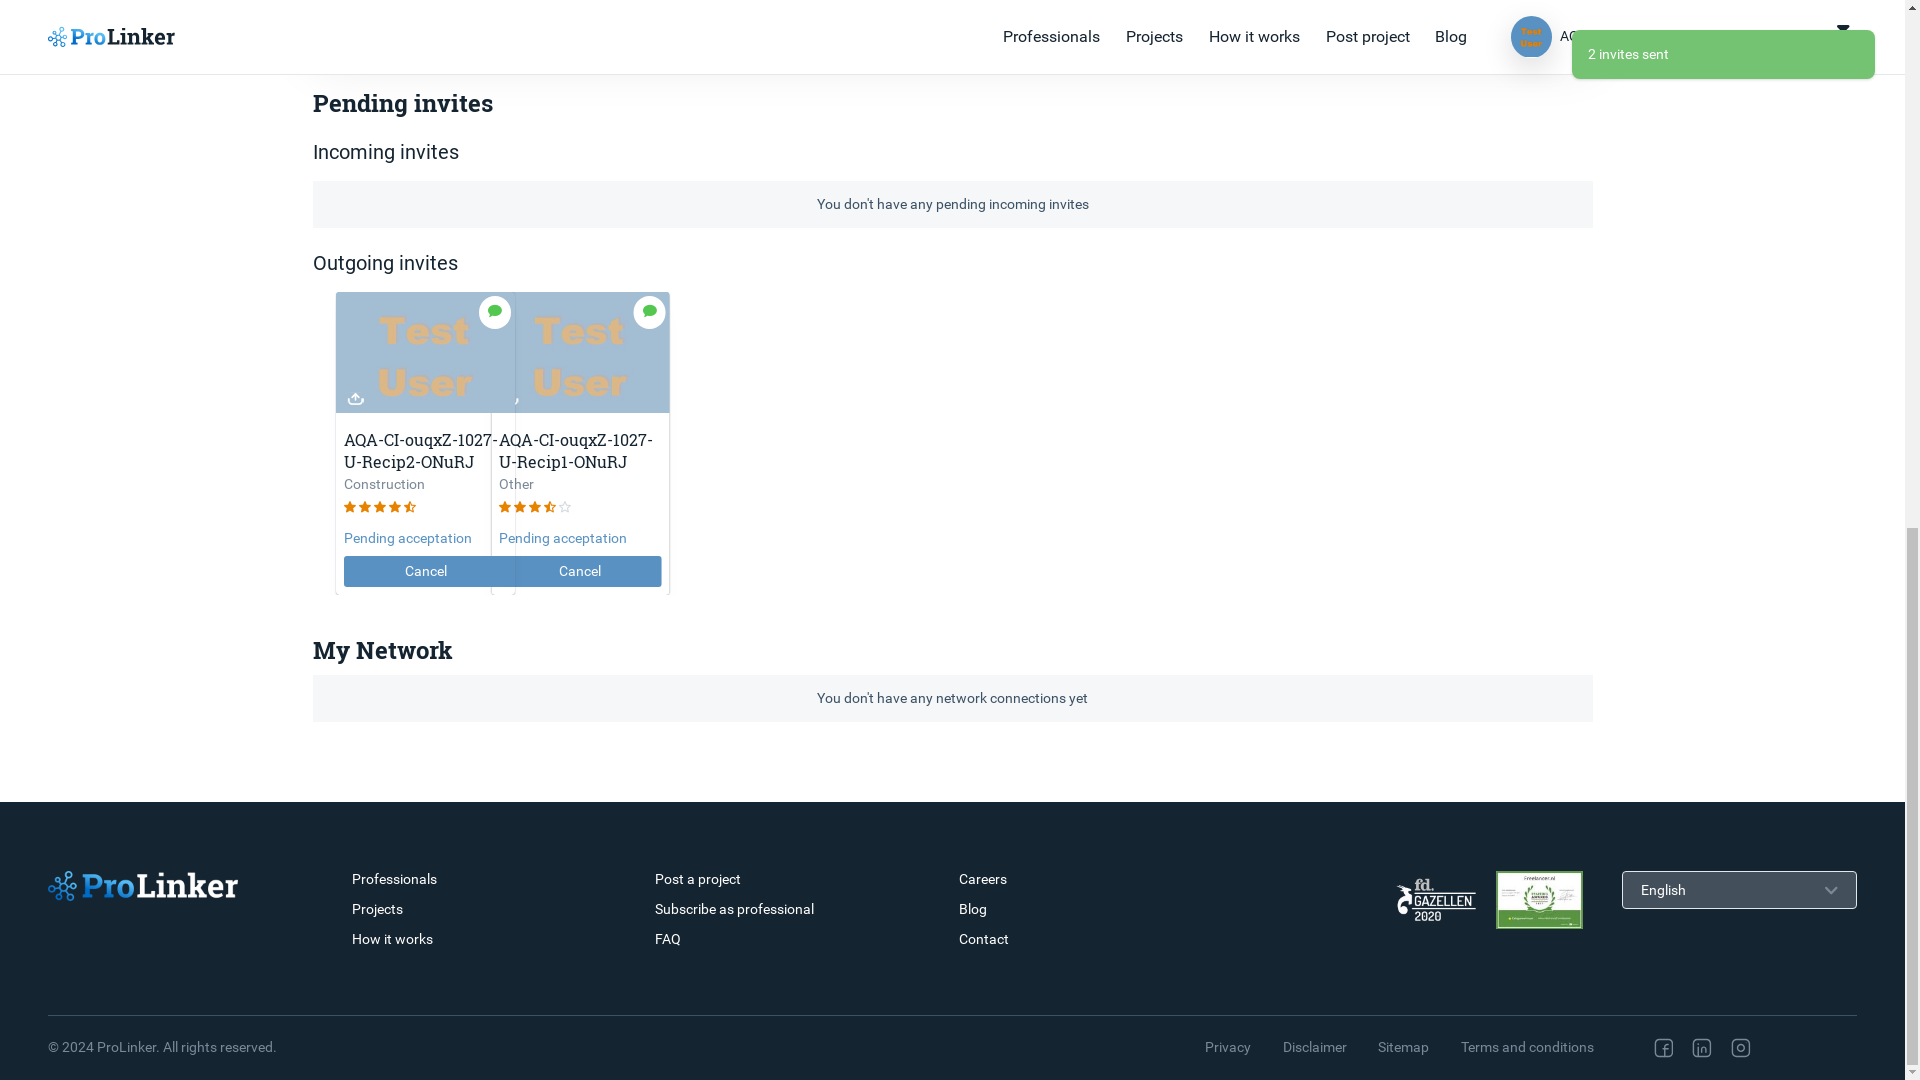 ProLinker
Professionals
Projects
How it works
Post project
Blog
Test
User
2 invites sent
Pending invites
Incoming invites
You don't have any pending incoming invites
Outgoing invites
Test
User
Test
User
AQA-CI-ouqxZ-1027-
U-Recip2-ONuRJ
Construction
Pending acceptation
Cancel
AQA-CI-ouqxZ-1027-
U-Recip1-ONuRJ
Other
Pending acceptation
Cancel
My Network
You don't have any network connections yet
ProLinker
Professionals
Projects
How it works
Post a project
Subscribe as professional
FAQ
Careers
Blog
Contact
fd.
GAZELLEN
2020
Freelancer.nl
English
© 2024 ProLinker. All rights reserved.
Privacy
Disclaimer
Sitemap
Terms and conditions